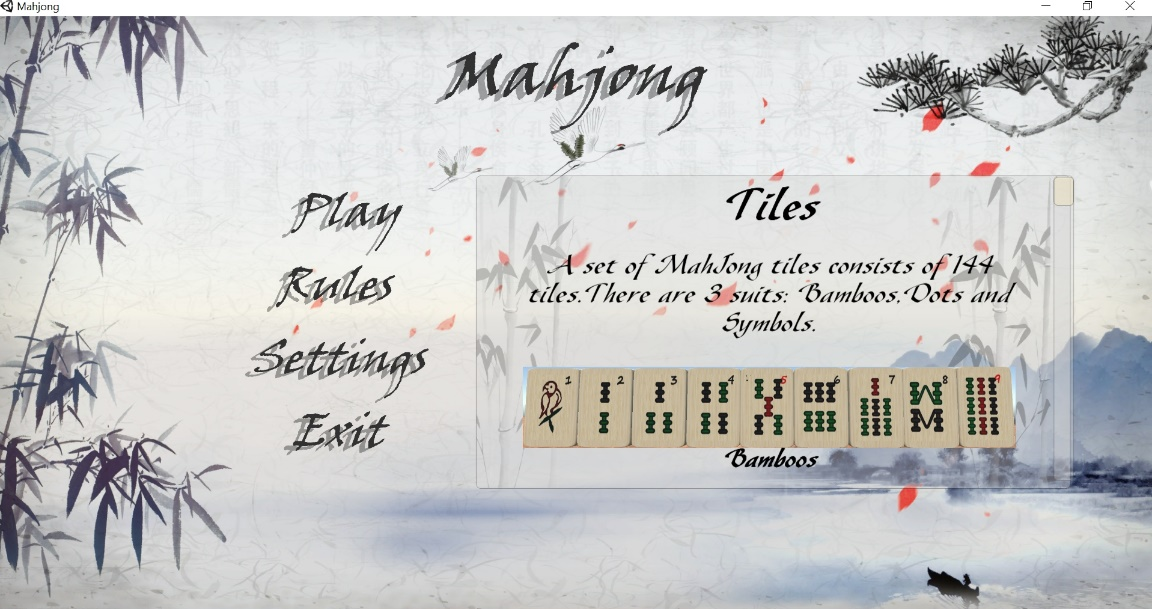 Mahjong
Mahjong
Play
Rules
Settings
Exit
Tiles
A set of MahJong tiles consists of 144
tiles.There are 3 suits: Bamboos,Dots and
Symbols.
1 2 3 4 5 6 7 8 9
Bamboos